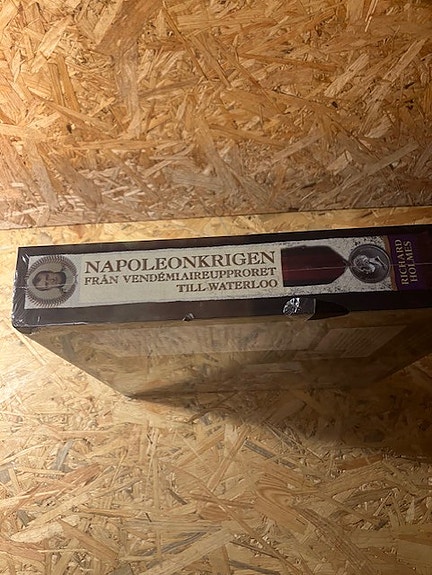 NAPOLEONKRIGEN
FRÅN VENDÉMIAIREUPPRORET
TILL WATERLOO
RICHARD
HOLMES